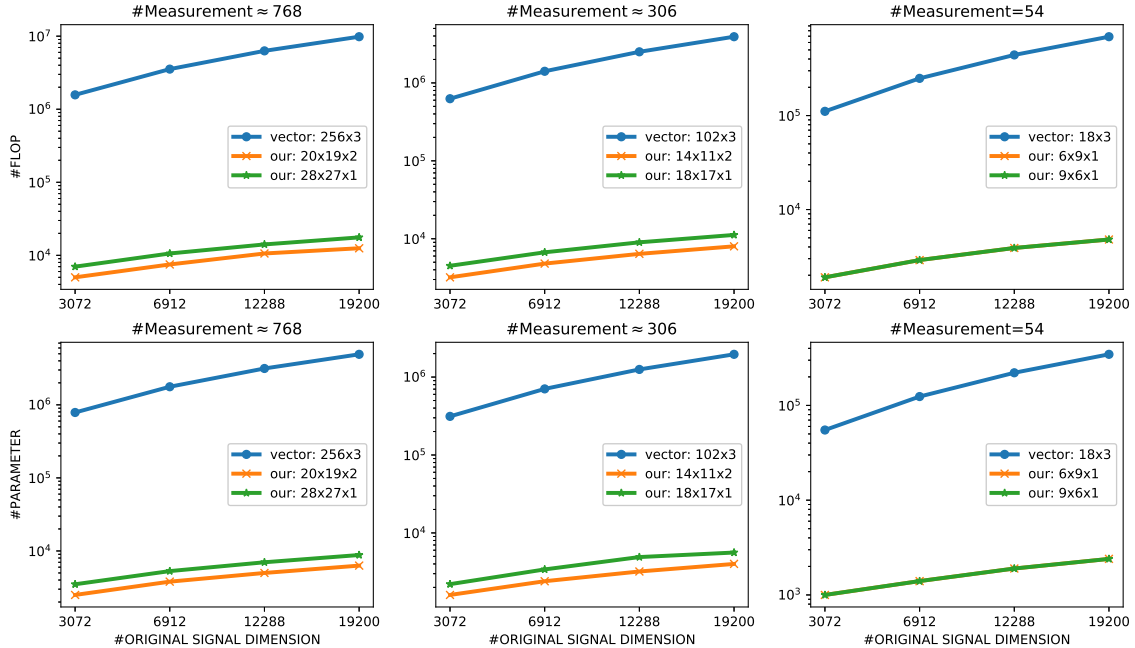 #Measurement≈768
#FLOP
10⁷
10⁶
10⁵
10⁴
vector: 256x3
our: 20x19x2
our: 28x27x1
3072 6912 12288 19200
#Measurement≈306
10⁶
10⁵
10⁴
vector: 102x3
our: 14x11x2
our: 18x17x1
3072 6912 12288 19200
#Measurement=54
10⁵
10⁴
vector: 18x3
our: 6x9x1
our: 9x6x1
3072 6912 12288 19200
#Measurement≈768
#PARAMETER
10⁶
10⁵
10⁴
vector: 256x3
our: 20x19x2
our: 28x27x1
3072 6912 12288 19200
#ORIGINAL SIGNAL DIMENSION
#Measurement≈306
10⁶
10⁵
10⁴
vector: 102x3
our: 14x11x2
our: 18x17x1
3072 6912 12288 19200
#ORIGINAL SIGNAL DIMENSION
#Measurement=54
10⁵
10⁴
10³
vector: 18x3
our: 6x9x1
our: 9x6x1
3072 6912 12288 19200
#ORIGINAL SIGNAL DIMENSION